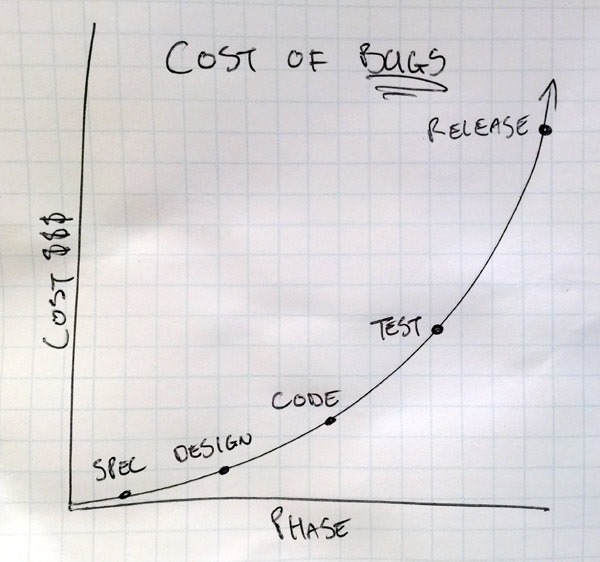 COST OF BUGS
RELEASE
COST $$$
TEST
CODE
DESIGN
SPEC
PHASE